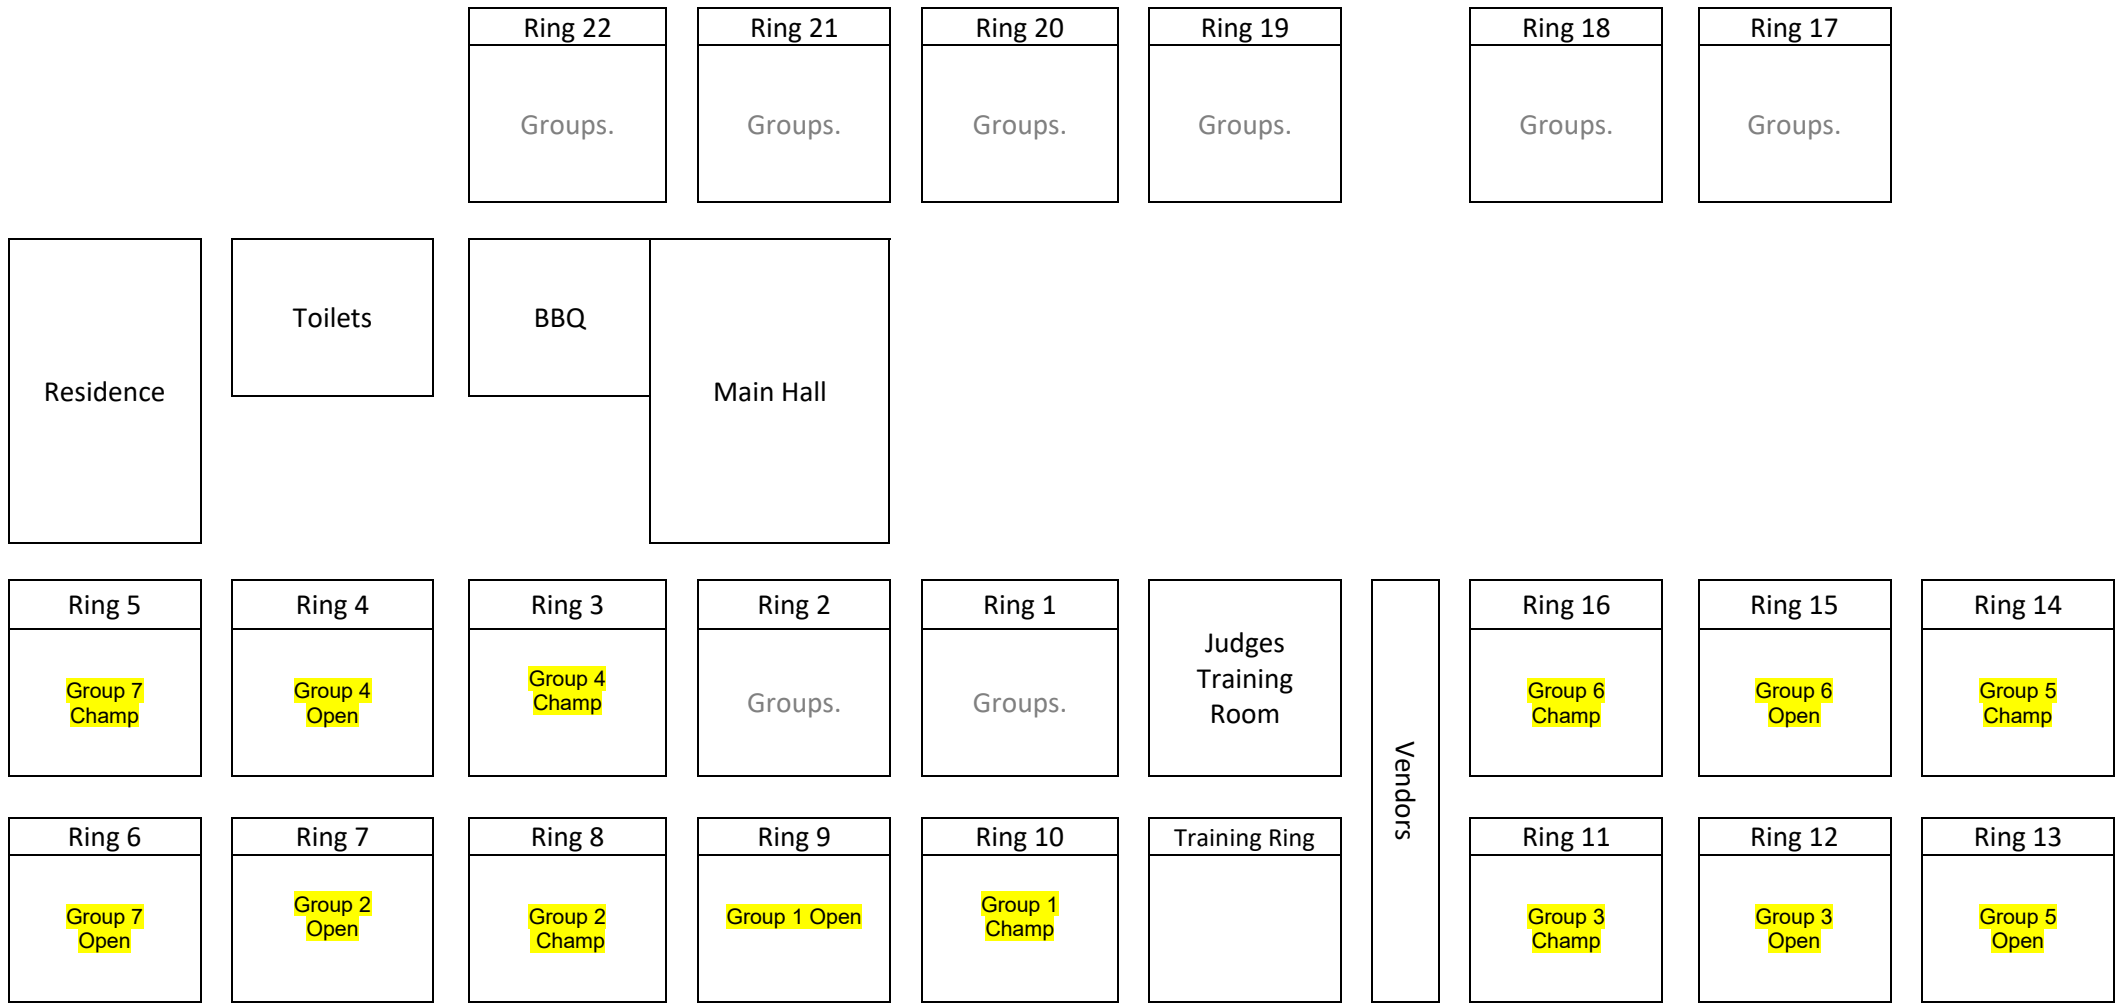 Ring 22
Ring 21
Ring 20
Ring 19
Ring 18
Ring 17
Groups.
Groups.
Groups.
Groups.
Groups.
Groups.
Residence
Toilets
BBQ
Main Hall
Ring 5
Ring 4
Ring 3
Ring 2
Ring 1
Judges
Training
Room
Vendors
Ring 16
Ring 15
Ring 14
Group 7
Champ
Group 4
Open
Group 4
Champ
Groups.
Groups.
Group 6
Champ
Group 6
Open
Group 5
Champ
Ring 6
Ring 7
Ring 8
Ring 9
Ring 10
Training Ring
Ring 11
Ring 12
Ring 13
Group 7
Open
Group 2
Open
Group 2
Champ
Group 1 Open
Group 1
Champ
Group 3
Champ
Group 3
Open
Group 5
Open